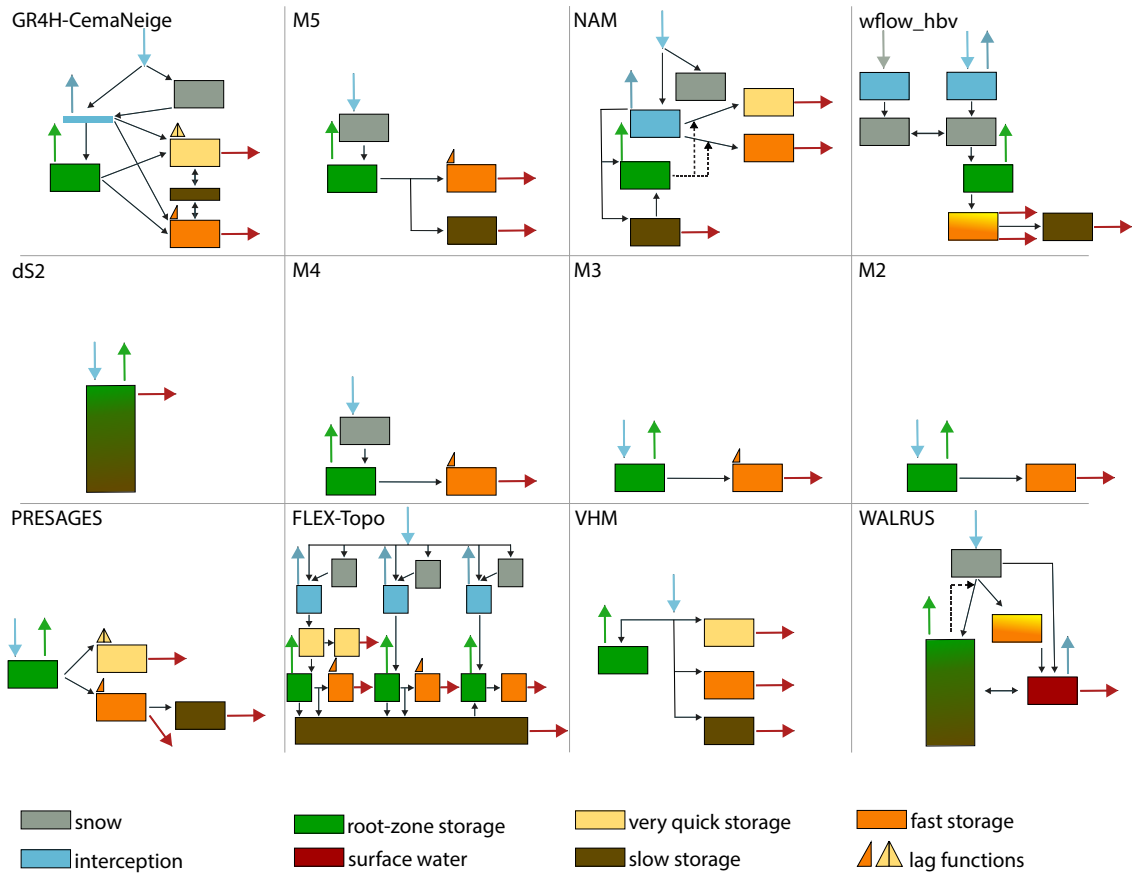 GR4H-CemaNeige M5 NAM wflow_hbv
dS2 M4 M3 M2
PRESAGES FLEX-Topo VHM WALRUS
snow root-zone storage very quick storage fast storage
interception surface water slow storage lag functions